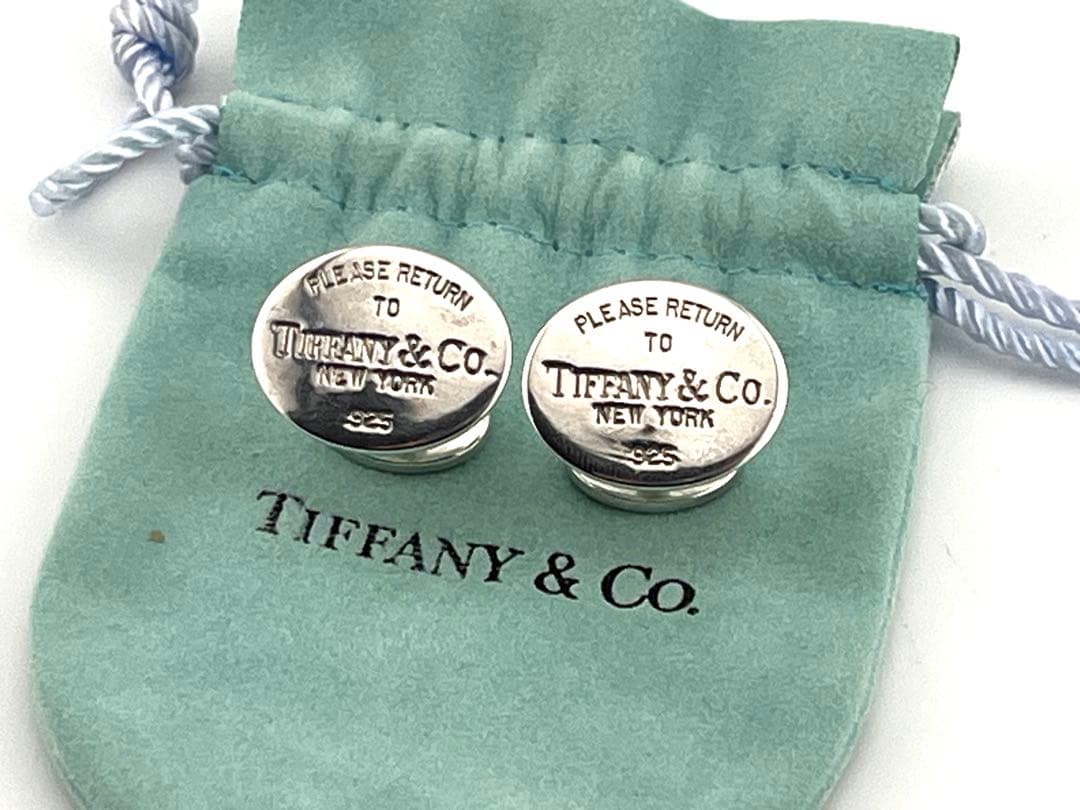 PLEASE RETURN
TO
TIFFANY & CO.
NEW YORK
925
PLEASE RETURN
TO
TIFFANY & CO.
NEW YORK
925
TIFFANY & CO.